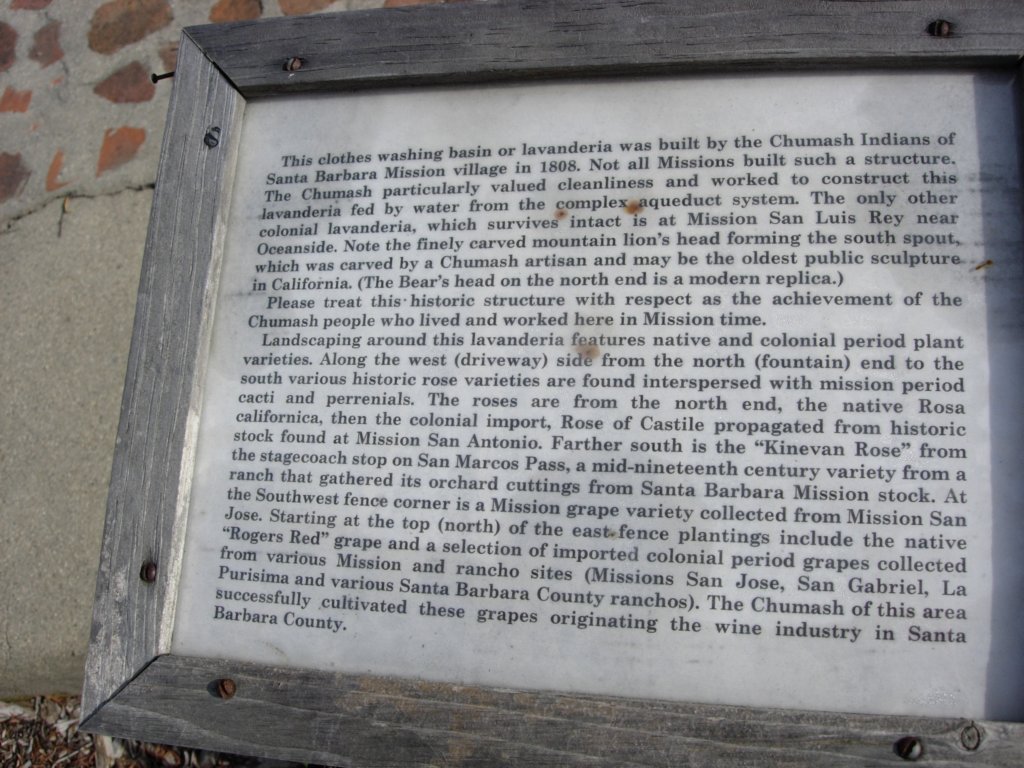 This clothes washing basin or lavanderia was built by the Chumash Indians of
Santa Barbara Mission village in 1808. Not all Missions built such a structure.
The Chumash particularly valued cleanliness and worked to construct this
lavanderia fed by water from the complex aqueduct system. The only other
colonial lavanderia, which survives intact is at Mission San Luis Rey near
Oceanside. Note the finely carved mountain lion's head forming the south spout,
which was carved by a Chumash artisan and may be the oldest public sculpture
in California. (The Bear's head on the north end is a modern replica.)
Please treat this historic structure with respect as the achievement of the
Chumash people who lived and worked here in Mission time.
Landscaping around this lavanderia features native and colonial period plant
varieties. Along the west (driveway) side from the north (fountain) end to the
south various historic rose varieties are found interspersed with mission period
cacti and perrenials. The roses are from the north end, the native Rosa
californica, then the colonial import, Rose of Castile propagated from historic
stock found at Mission San Antonio. Farther south is the "Kinevan Rose" from
the stagecoach stop on San Marcos Pass, a mid-nineteenth century variety from a
ranch that gathered its orchard cuttings from Santa Barbara Mission stock. At
the Southwest fence corner is a Mission grape variety collected from Mission San
Jose. Starting at the top (north) of the east fence plantings include the native
"Rogers Red" grape and a selection of imported colonial period grapes collected
from various Mission and rancho sites (Missions San Jose, San Gabriel, La
Purisima and various Santa Barbara County ranchos). The Chumash of this area
successfully cultivated these grapes originating the wine industry in Santa
Barbara County.